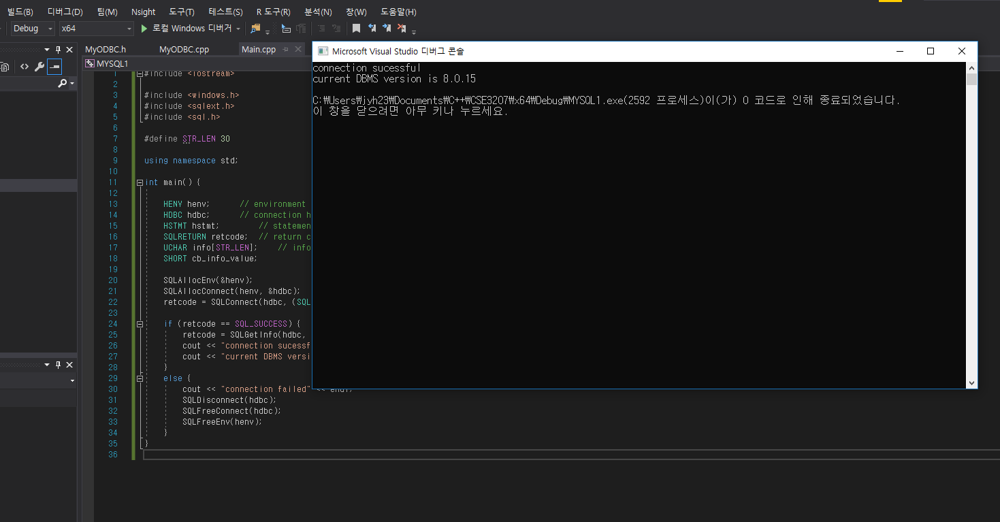 빌드(B) 디버그(D) 팀(M) Nsight 도구(T) 테스트(S) R 도구(R) 분석(N) 창(W) 도움말(H)
Debug x64 로컬 Windows 디버거
MyODBC.h MyODBC.cpp Main.cpp
MYSQL1
1 #include <iostream>
2
3 #include <windows.h>
4 #include <sqlext.h>
5 #include <sql.h>
6
7 #define STR_LEN 30
8
9 using namespace std;
10
11 int main() {
12
13 HENV henv; // environment
14 HDBC hdbc; // connection h
15 HSTMT hstmt; // statemen
16 SQLRETURN retcode; // return c
17 UCHAR info[STR_LEN]; // info
18 SHORT cb_info_value;
19
20 SQLAllocEnv(&henv);
21 SQLAllocConnect(henv, &hdbc);
22 retcode = SQLConnect(hdbc, (SQL
23
24 if (retcode == SQL_SUCCESS) {
25 retcode = SQLGetInfo(hdbc,
26 cout << "connection sucessf
27 cout << "current DBMS versi
28 }
29 else {
30 cout << "connection failed" << endl;
31 SQLDisconnect(hdbc);
32 SQLFreeConnect(hdbc);
33 SQLFreeEnv(henv);
34 }
35 }
36
Microsoft Visual Studio 디버그 콘솔
connection sucessful
current DBMS version is 8.0.15
C:₩Users₩jyh23₩Documents₩C++₩CSE3207₩x64₩Debug₩MYSQL1.exe(2592 프로세스)이(가) 0 코드로 인해 종료되었습니다.
이 창을 닫으려면 아무 키나 누르세요.